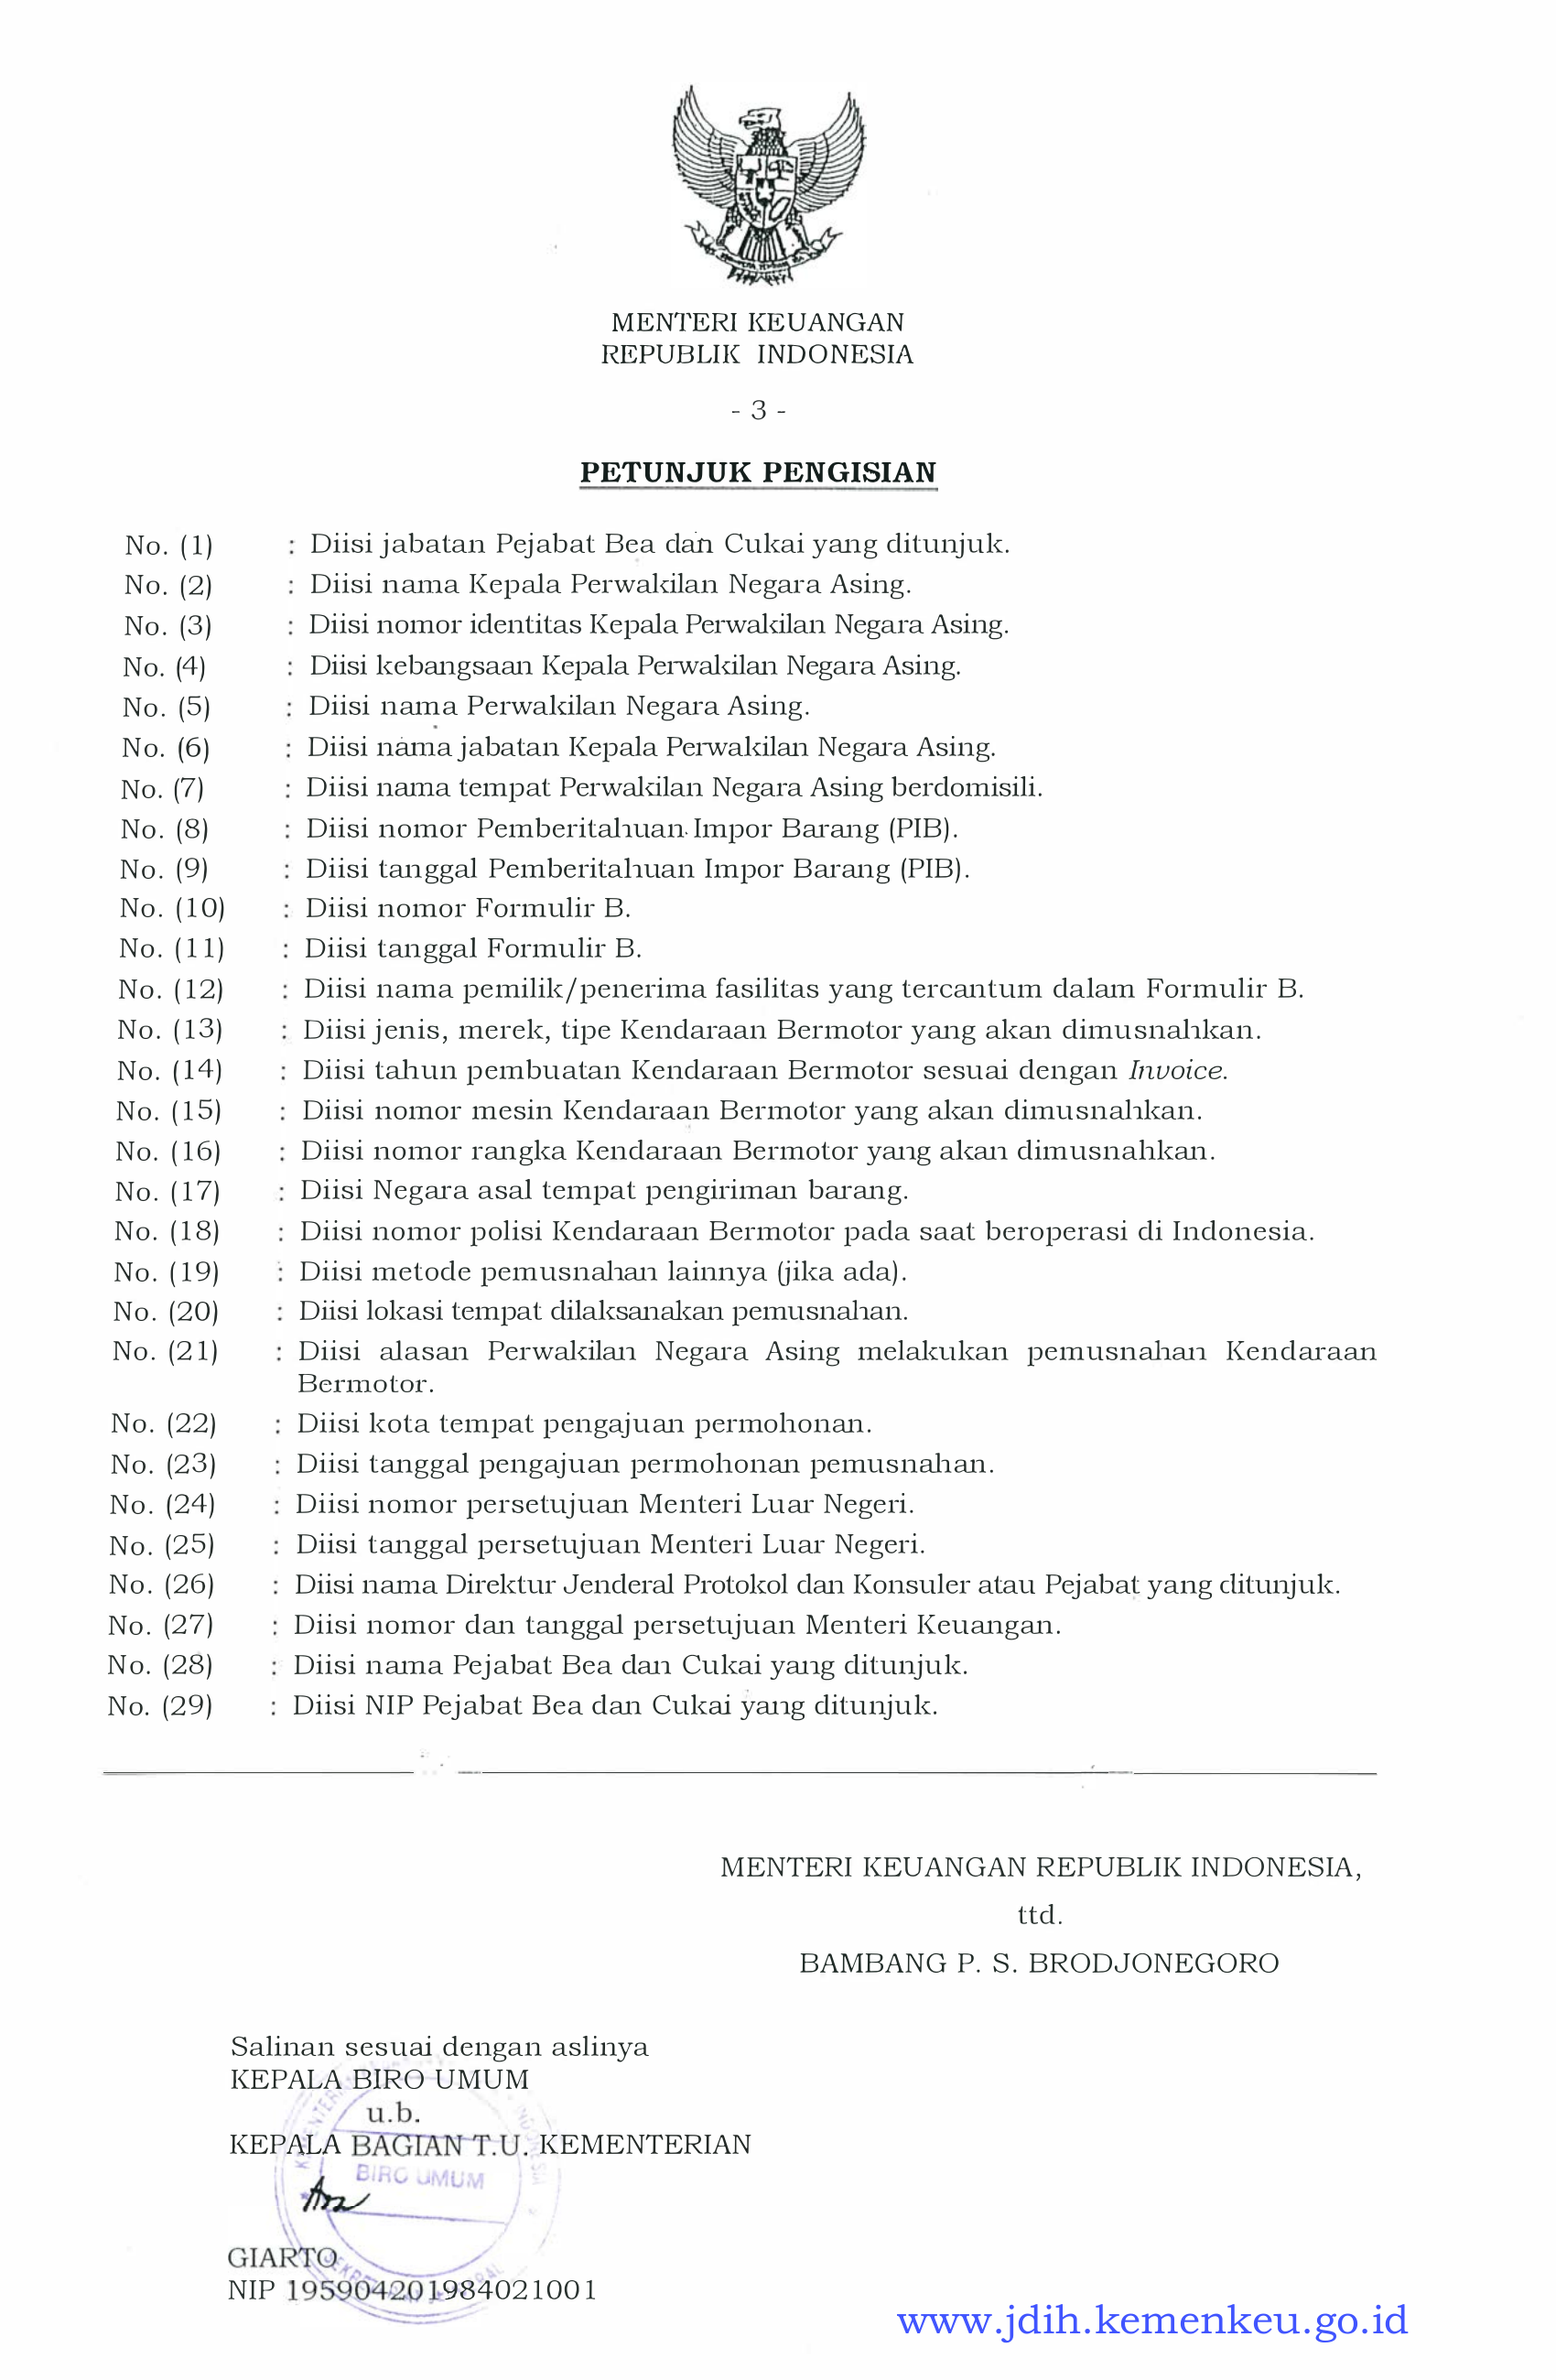 MENTERI KEUANGAN
REPUBLIK INDONESIA
- 3 -
PETUNJUK PENGISIAN
No. (1) : Diisi jabatan Pejabat Bea dan Cukai yang ditunjuk.
No. (2) : Diisi nama Kepala Perwakilan Negara Asing.
No. (3) : Diisi nomor identitas Kepala Perwakilan Negara Asing.
No. (4) : Diisi kebangsaan Kepala Perwakilan Negara Asing.
No. (5) : Diisi nama Perwakilan Negara Asing.
No. (6) : Diisi nama jabatan Kepala Perwakilan Negara Asing.
No. (7) : Diisi nama tempat Perwakilan Negara Asing berdomisili.
No. (8) : Diisi nomor Pemberitahuan Impor Barang (PIB).
No. (9) : Diisi tanggal Pemberitahuan Impor Barang (PIB).
No. (10) : Diisi nomor Formulir B.
No. (11) : Diisi tanggal Formulir B.
No. (12) : Diisi nama pemilik/penerima fasilitas yang tercantum dalam Formulir B.
No. (13) : Diisi jenis, merek, tipe Kendaraan Bermotor yang akan dimusnahkan.
No. (14) : Diisi tahun pembuatan Kendaraan Bermotor sesuai dengan Invoice.
No. (15) : Diisi nomor mesin Kendaraan Bermotor yang akan dimusnahkan.
No. (16) : Diisi nomor rangka Kendaraan Bermotor yang akan dimusnahkan.
No. (17) : Diisi Negara asal tempat pengiriman barang.
No. (18) : Diisi nomor polisi Kendaraan Bermotor pada saat beroperasi di Indonesia.
No. (19) : Diisi metode pemusnahan lainnya (jika ada).
No. (20) : Diisi lokasi tempat dilaksanakan pemusnahan.
No. (21) : Diisi alasan Perwakilan Negara Asing melakukan pemusnahan Kendaraan
Bermotor.
No. (22) : Diisi kota tempat pengajuan permohonan.
No. (23) : Diisi tanggal pengajuan permohonan pemusnahan.
No. (24) : Diisi nomor persetujuan Menteri Luar Negeri.
No. (25) : Diisi tanggal persetujuan Menteri Luar Negeri.
No. (26) : Diisi nama Direktur Jenderal Protokol dan Konsuler atau Pejabat yang ditunjuk.
No. (27) : Diisi nomor dan tanggal persetujuan Menteri Keuangan.
No. (28) : Diisi nama Pejabat Bea dan Cukai yang ditunjuk.
No. (29) : Diisi NIP Pejabat Bea dan Cukai yang ditunjuk.
MENTERI KEUANGAN REPUBLIK INDONESIA,
ttd.
BAMBANG P. S. BRODJONEGORO
Salinan sesuai dengan aslinya
KEPALA BIRO UMUM
u.b.
KEPALA BAGIAN T.U. KEMENTERIAN
BIRO UMUM
GIARTO
NIP 195904201984021001
www.jdih.kemenkeu.go.id